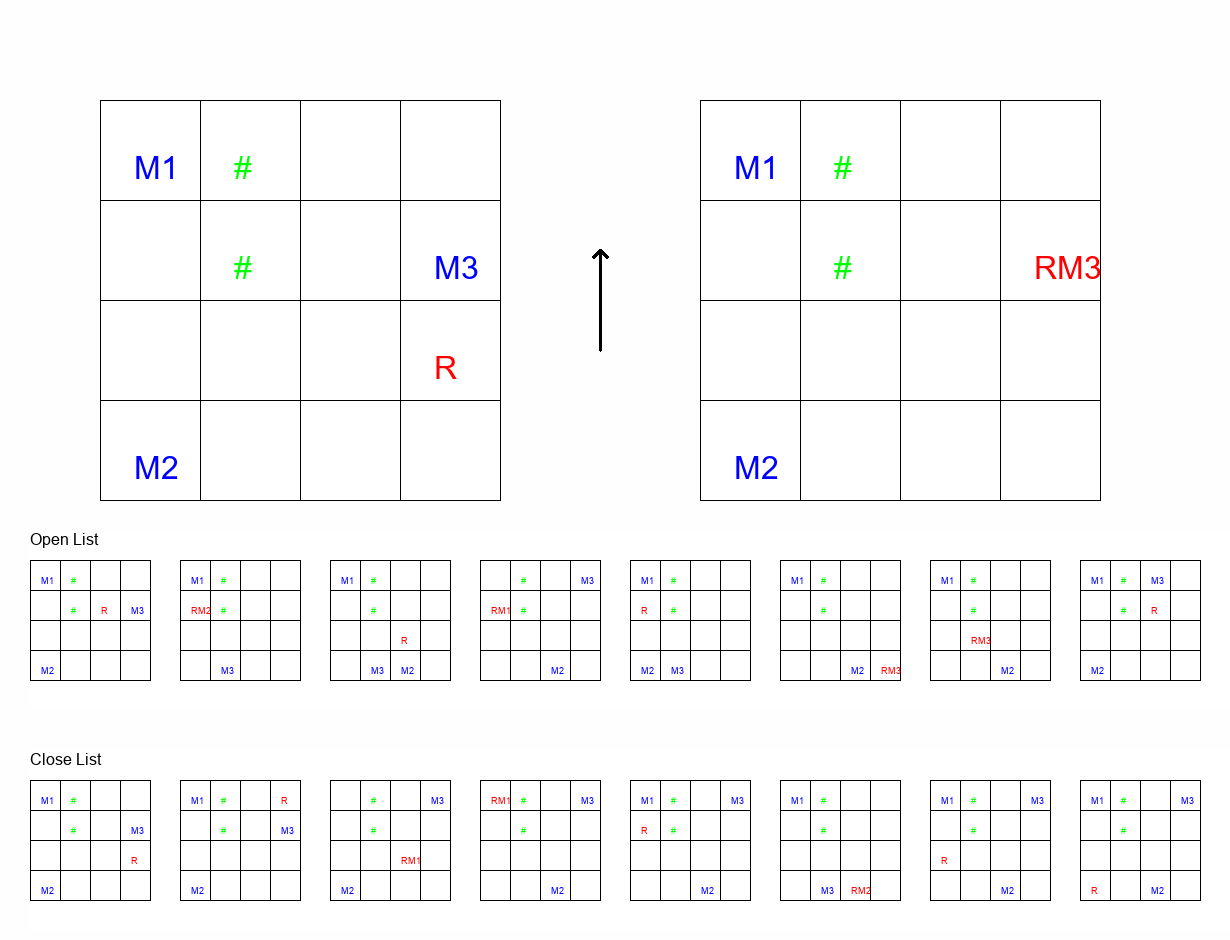 M1 # M1 #
# M3 # RM3
R
M2 M2
Open List
M1 # M1 # M1 # # M3 M1 # M1 # M1 # M1 # M3
# R M3 RM2 # # RM1 # R # # # # R
R RM3
M2 M3 M3 M2 M2 M2 M3 M2 RM3 M2 M2
Close List
M1 # M1 # R # M3 RM1 # M3 M1 # M3 M1 # M1 # M3 M1 # M3
# M3 # M3 # # R # # # #
R RM1 R
M2 M2 M2 M2 M2 M3 RM2 M2 R M2